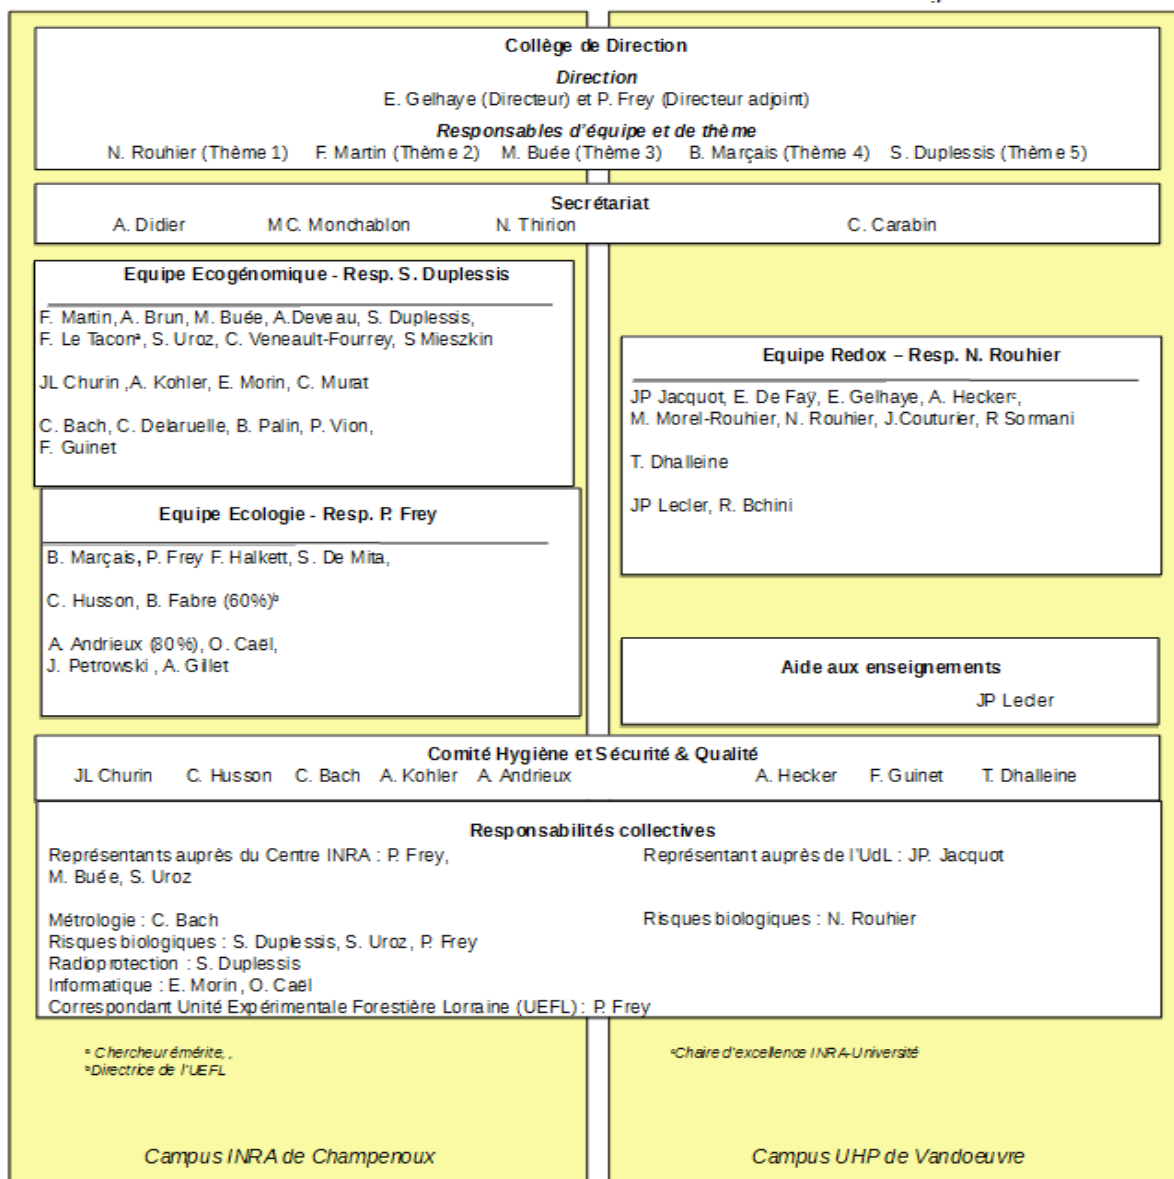 Collège de Direction
Direction
E. Gelhaye (Directeur) et P. Frey (Directeur adjoint)
Responsables d'équipe et de thème
N. Rouhier (Thème 1) F. Martin (Thème 2) M. Buée (Thème 3) B. Marçais (Thème 4) S. Duplessis (Thème 5)
Secrétariat
A. Didier MC. Monchablon N. Thirion C. Carabin
Equipe Ecogénomique - Resp. S. Duplessis
F. Martin, A. Brun, M. Buée, A.Deveau, S. Duplessis,
F. Le Taconᵃ, S. Uroz, C. Veneault-Fourrey, S Mieszkin
JL Churin ,A. Kohler, E. Morin, C. Murat
C. Bach, C. Delaruelle, B. Palin, P. Vion,
F. Guinet
Equipe Redox – Resp. N. Rouhier
JP Jacquot, E. De Faÿ, E. Gelhaye, A. Heckerᶜ,
M. Morel-Rouhier, N. Rouhier, J.Couturier, R Sormani
T. Dhalleine
JP Lecler, R. Bchini
Equipe Ecologie - Resp. P. Frey
B. Marçais, P. Frey F. Halkett, S. De Mita,
C. Husson, B. Fabre (60%)ᵇ
A. Andrieux (80%), O. Caël,
J. Petrowski , A. Gillet
Aide aux enseignements
JP Lecler
Comité Hygiène et Sécurité & Qualité
JL Churin C. Husson C. Bach A. Kohler A. Andrieux A. Hecker F. Guinet T. Dhalleine
Responsabilités collectives
Représentants auprès du Centre INRA : P. Frey,
M. Buée, S. Uroz
Représentant auprès de l'UdL : JP. Jacquot
Métrologie : C. Bach
Risques biologiques : S. Duplessis, S. Uroz, P. Frey
Radioprotection : S. Duplessis
Informatique : E. Morin, O. Caël
Correspondant Unité Expérimentale Forestière Lorraine (UEFL) : P. Frey
Risques biologiques : N. Rouhier
ᵃ Chercheur émérite, ,
ᵇDirectrice de l'UEFL
ᶜChaire d'excellence INRA-Université
Campus INRA de Champenoux
Campus UHP de Vandoeuvre